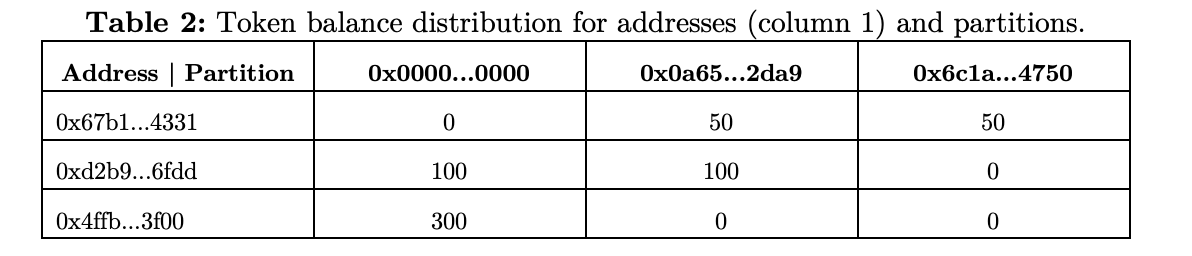 Table 2: Token balance distribution for addresses (column 1) and partitions.
Address | Partition 0x0000...0000 0x0a65...2da9 0x6c1a...4750
0x67b1...4331 0 50 50
0xd2b9...6fdd 100 100 0
0x4ffb...3f00 300 0 0